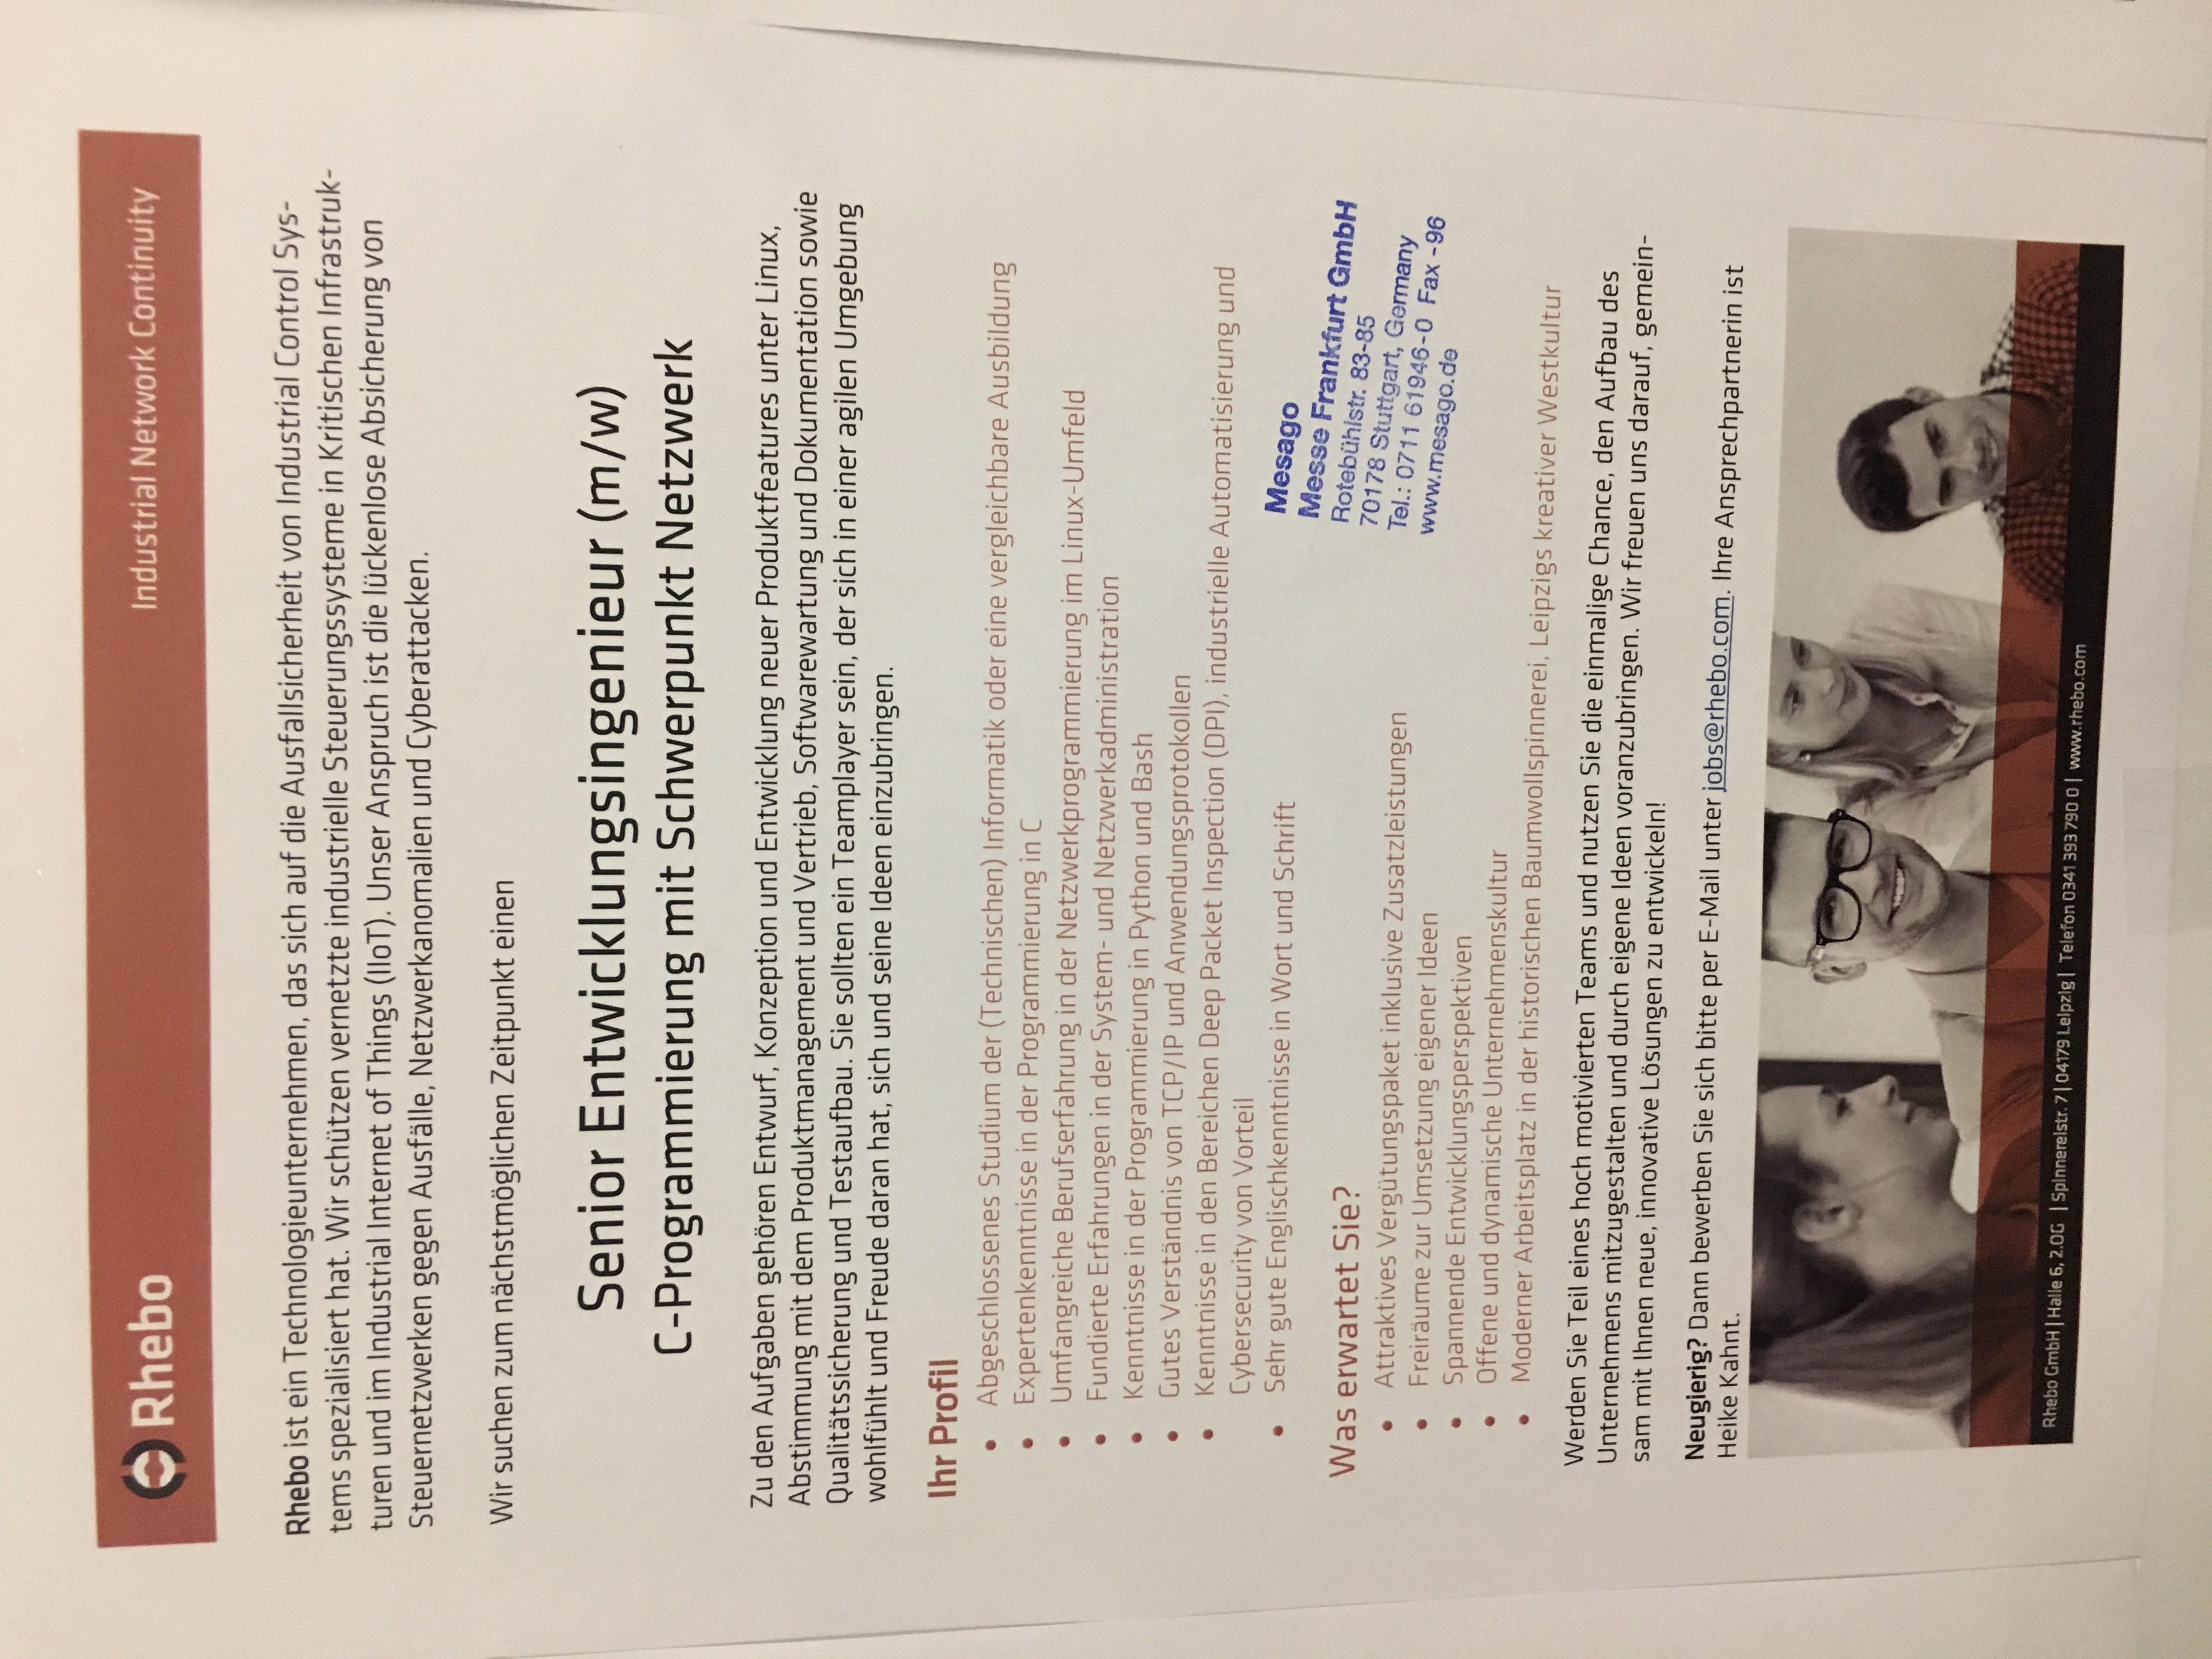 Rhebo
Industrial Network Continuity
Rhebo ist ein Technologieunternehmen, das sich auf die Ausfallsicherheit von Industrial Control Sys-
tems spezialisiert hat. Wir schützen vernetzte industrielle Steuerungssysteme in Kritischen Infrastruk-
turen und im Industrial Internet of Things (IIoT). Unser Anspruch ist die lückenlose Absicherung von
Steuernetzwerken gegen Ausfälle, Netzwerkanomalien und Cyberattacken.
Wir suchen zum nächstmöglichen Zeitpunkt einen
Senior Entwicklungsingenieur (m/w)
C-Programmierung mit Schwerpunkt Netzwerk
Zu den Aufgaben gehören Entwurf, Konzeption und Entwicklung neuer Produktfeatures unter Linux,
Abstimmung mit dem Produktmanagement und Vertrieb, Softwarewartung und Dokumentation sowie
Qualitätssicherung und Testaufbau. Sie sollten ein Teamplayer sein, der sich in einer agilen Umgebung
wohlfühlt und Freude daran hat, sich und seine Ideen einzubringen.
Ihr Profil
• Abgeschlossenes Studium der (Technischen) Informatik oder eine vergleichbare Ausbildung
• Expertenkenntnisse in der Programmierung in C
• Umfangreiche Berufserfahrung in der Netzwerkprogrammierung im Linux-Umfeld
• Fundierte Erfahrungen in der System- und Netzwerkadministration
• Kenntnisse in der Programmierung in Python und Bash
• Gutes Verständnis von TCP/IP und Anwendungsprotokollen
• Kenntnisse in den Bereichen Deep Packet Inspection (DPI), industrielle Automatisierung und
Cybersecurity von Vorteil
• Sehr gute Englischkenntnisse in Wort und Schrift
Mesago
Messe Frankfurt GmbH
Rotebühlstr. 83-85
70178 Stuttgart, Germany
Tel.: 0711 61946-0 Fax -96
www.mesago.de
Was erwartet Sie?
• Attraktives Vergütungspaket inklusive Zusatzleistungen
• Freiräume zur Umsetzung eigener Ideen
• Spannende Entwicklungsperspektiven
• Offene und dynamische Unternehmenskultur
• Moderner Arbeitsplatz in der historischen Baumwollspinnerei, Leipzigs kreativer Westkultur
Werden Sie Teil eines hoch motivierten Teams und nutzen Sie die einmalige Chance, den Aufbau des
Unternehmens mitzugestalten und durch eigene Ideen voranzubringen. Wir freuen uns darauf, gemein-
sam mit Ihnen neue, innovative Lösungen zu entwickeln!
Neugierig? Dann bewerben Sie sich bitte per E-Mail unter jobs@rhebo.com. Ihre Ansprechpartnerin ist
Heike Kahnt.
Rhebo GmbH | Halle 6, 2.OG | Spinnereistr. 7 | 04179 Leipzig | Telefon 0341 393 790 0 | www.rhebo.com